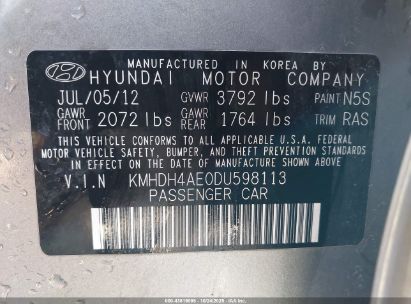 MANUFACTURED IN KOREA BY
HYUNDAI MOTOR COMPANY
JUL/05/12 GVWR 3792 lbs PAINT N5S
GAWR FRONT 2072 lbs GAWR REAR 1764 lbs TRIM RAS
THIS VEHICLE CONFORMS TO ALL APPLICABLE U.S.A. FEDERAL
MOTOR VEHICLE SAFETY, BUMPER, AND THEFT PREVENTION STANDARDS
IN EFFECT ON THE DATE OF MANUFACTURE SHOWN ABOVE.
V.I.N KMHDH4AE0DU598113
PASSENGER CAR